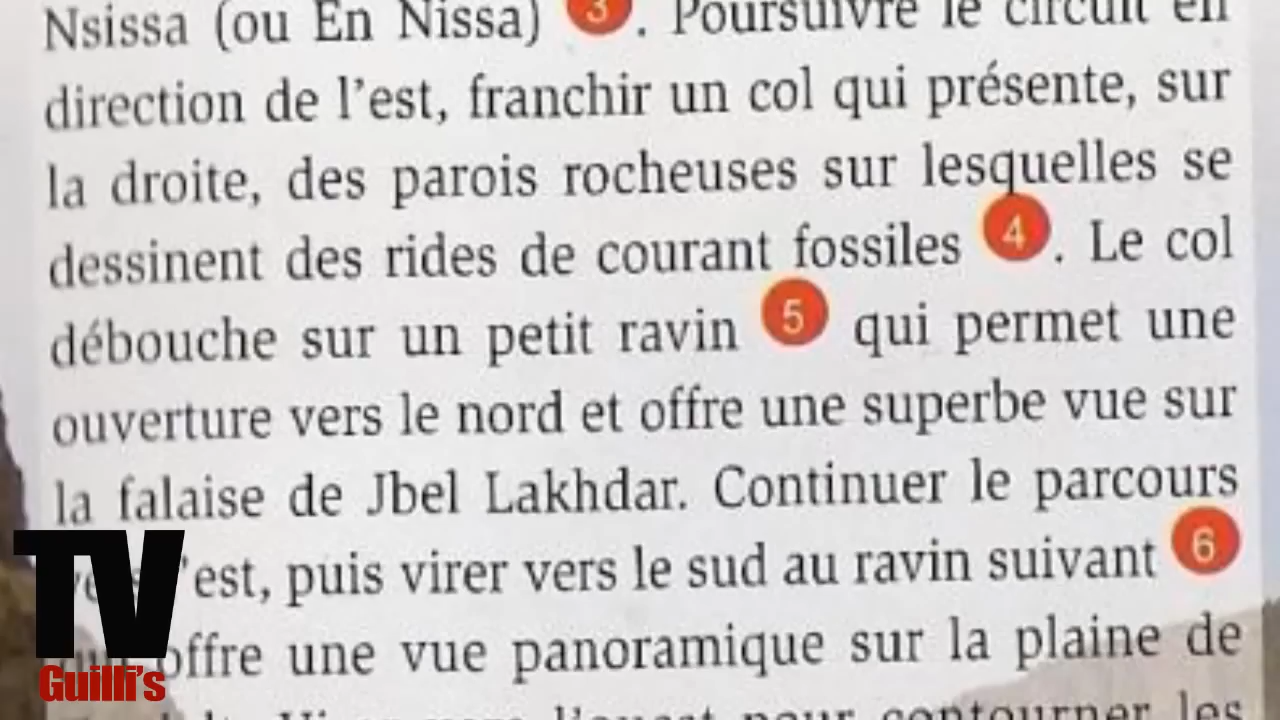 Nsissa (ou En Nissa) 3. Poursuivre le circuit en
direction de l'est, franchir un col qui présente, sur
la droite, des parois rocheuses sur lesquelles se
dessinent des rides de courant fossiles 4. Le col
débouche sur un petit ravin 5 qui permet une
ouverture vers le nord et offre une superbe vue sur
la falaise de Jbel Lakhdar. Continuer le parcours
'est, puis virer vers le sud au ravin suivant 6
offre une vue panoramique sur la plaine de
l'ouest pour contourner les
TV
Guilli's